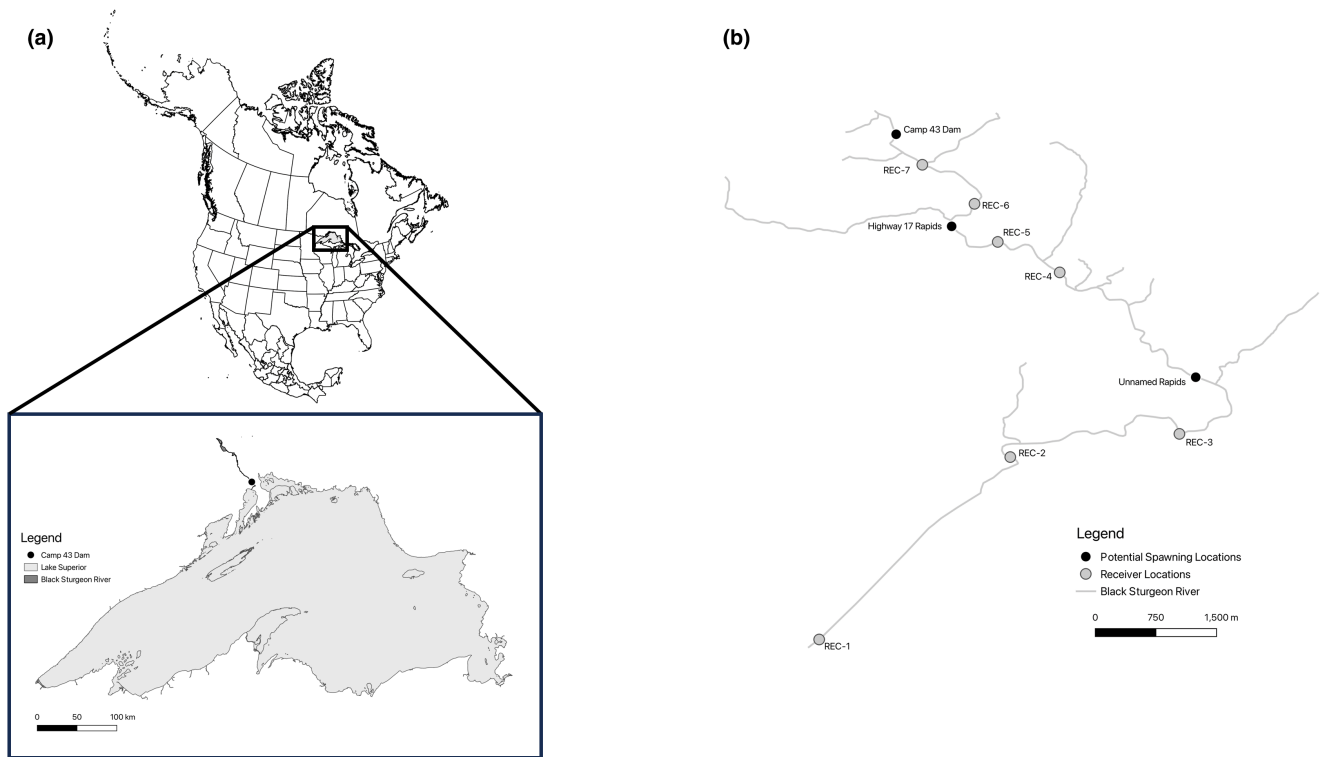 (a)
Legend
Camp 43 Dam
Lake Superior
Black Sturgeon River
0 50 100 km
(b)
Camp 43 Dam
REC-7
REC-6
Highway 17 Rapids
REC-5
REC-4
Unnamed Rapids
REC-3
REC-2
REC-1
Legend
Potential Spawning Locations
Receiver Locations
Black Sturgeon River
0 750 1,500 m